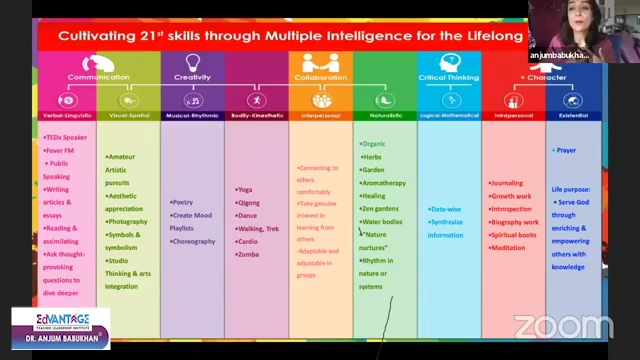 Cultivating 21st skills through Multiple Intelligence for the Lifelong
anjumbabukha...
Communication
Creativity
Collaboration
Critical Thinking
+ Character
Verbal-Linguistic
Visual-Spatial
Musical-Rhythmic
Bodily-Kinesthetic
Interpersonal
Naturalistic
Logical-Mathematical
Intrapersonal
Existential
•TEDx Speaker
•Fever FM
• Public
Speaking
•Writing
articles &
essays
•Reading &
assimilating
•Ask thought-
provoking
questions to
dive deeper
•Amateur
Artistic
pursuits
•Aesthetic
appreciation
•Photography
•Symbols &
symbolism
•Studio
Thinking & arts
Integration
•Poetry
•Create Mood
Playlists
•Choreography
•Yoga
•Qigong
•Dance
•Walking, Trek
•Cardio
•Zumba
•Connecting to
others
comfortably
•Take genuine
interest in
learning from
others
•Adaptable and
adjustable in
groups
•Organic
•Herbs
•Garden
•Aromatherapy
•Healing
•Zen gardens
•Water bodies
•"Nature
nurtures"
•Rhythm in
nature or
systems
•Data-wise
•Synthesize
information
•Journaling
•Growth work
•Introspection
•Biography work
•Spiritual books
•Meditation
+ Prayer
Life purpose:
• Serve God
through
enriching &
empowering
others with
knowledge
EDVANTAGE
TEACHER LEADERSHIP INSTITUTE
DR. ANJUM BABUKHAN
zoom